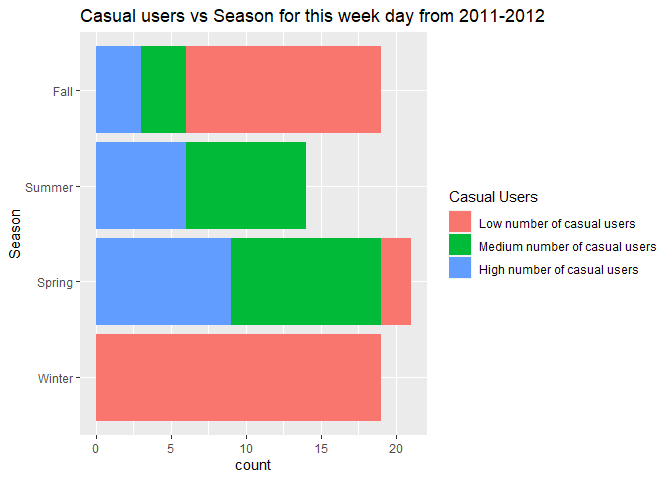 Casual users vs Season for this week day from 2011-2012
Season
Fall
Summer
Spring
Winter
0 5 10 15 20
count
Casual Users
Low number of casual users
Medium number of casual users
High number of casual users